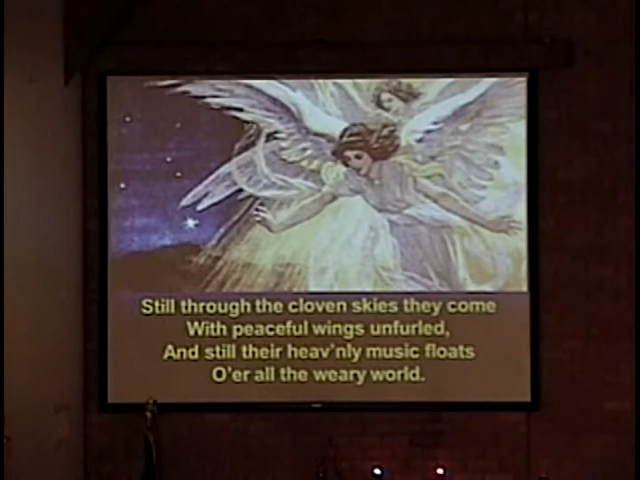 Still through the cloven skies they come
With peaceful wings unfurled,
And still their heav'nly music floats
O'er all the weary world.